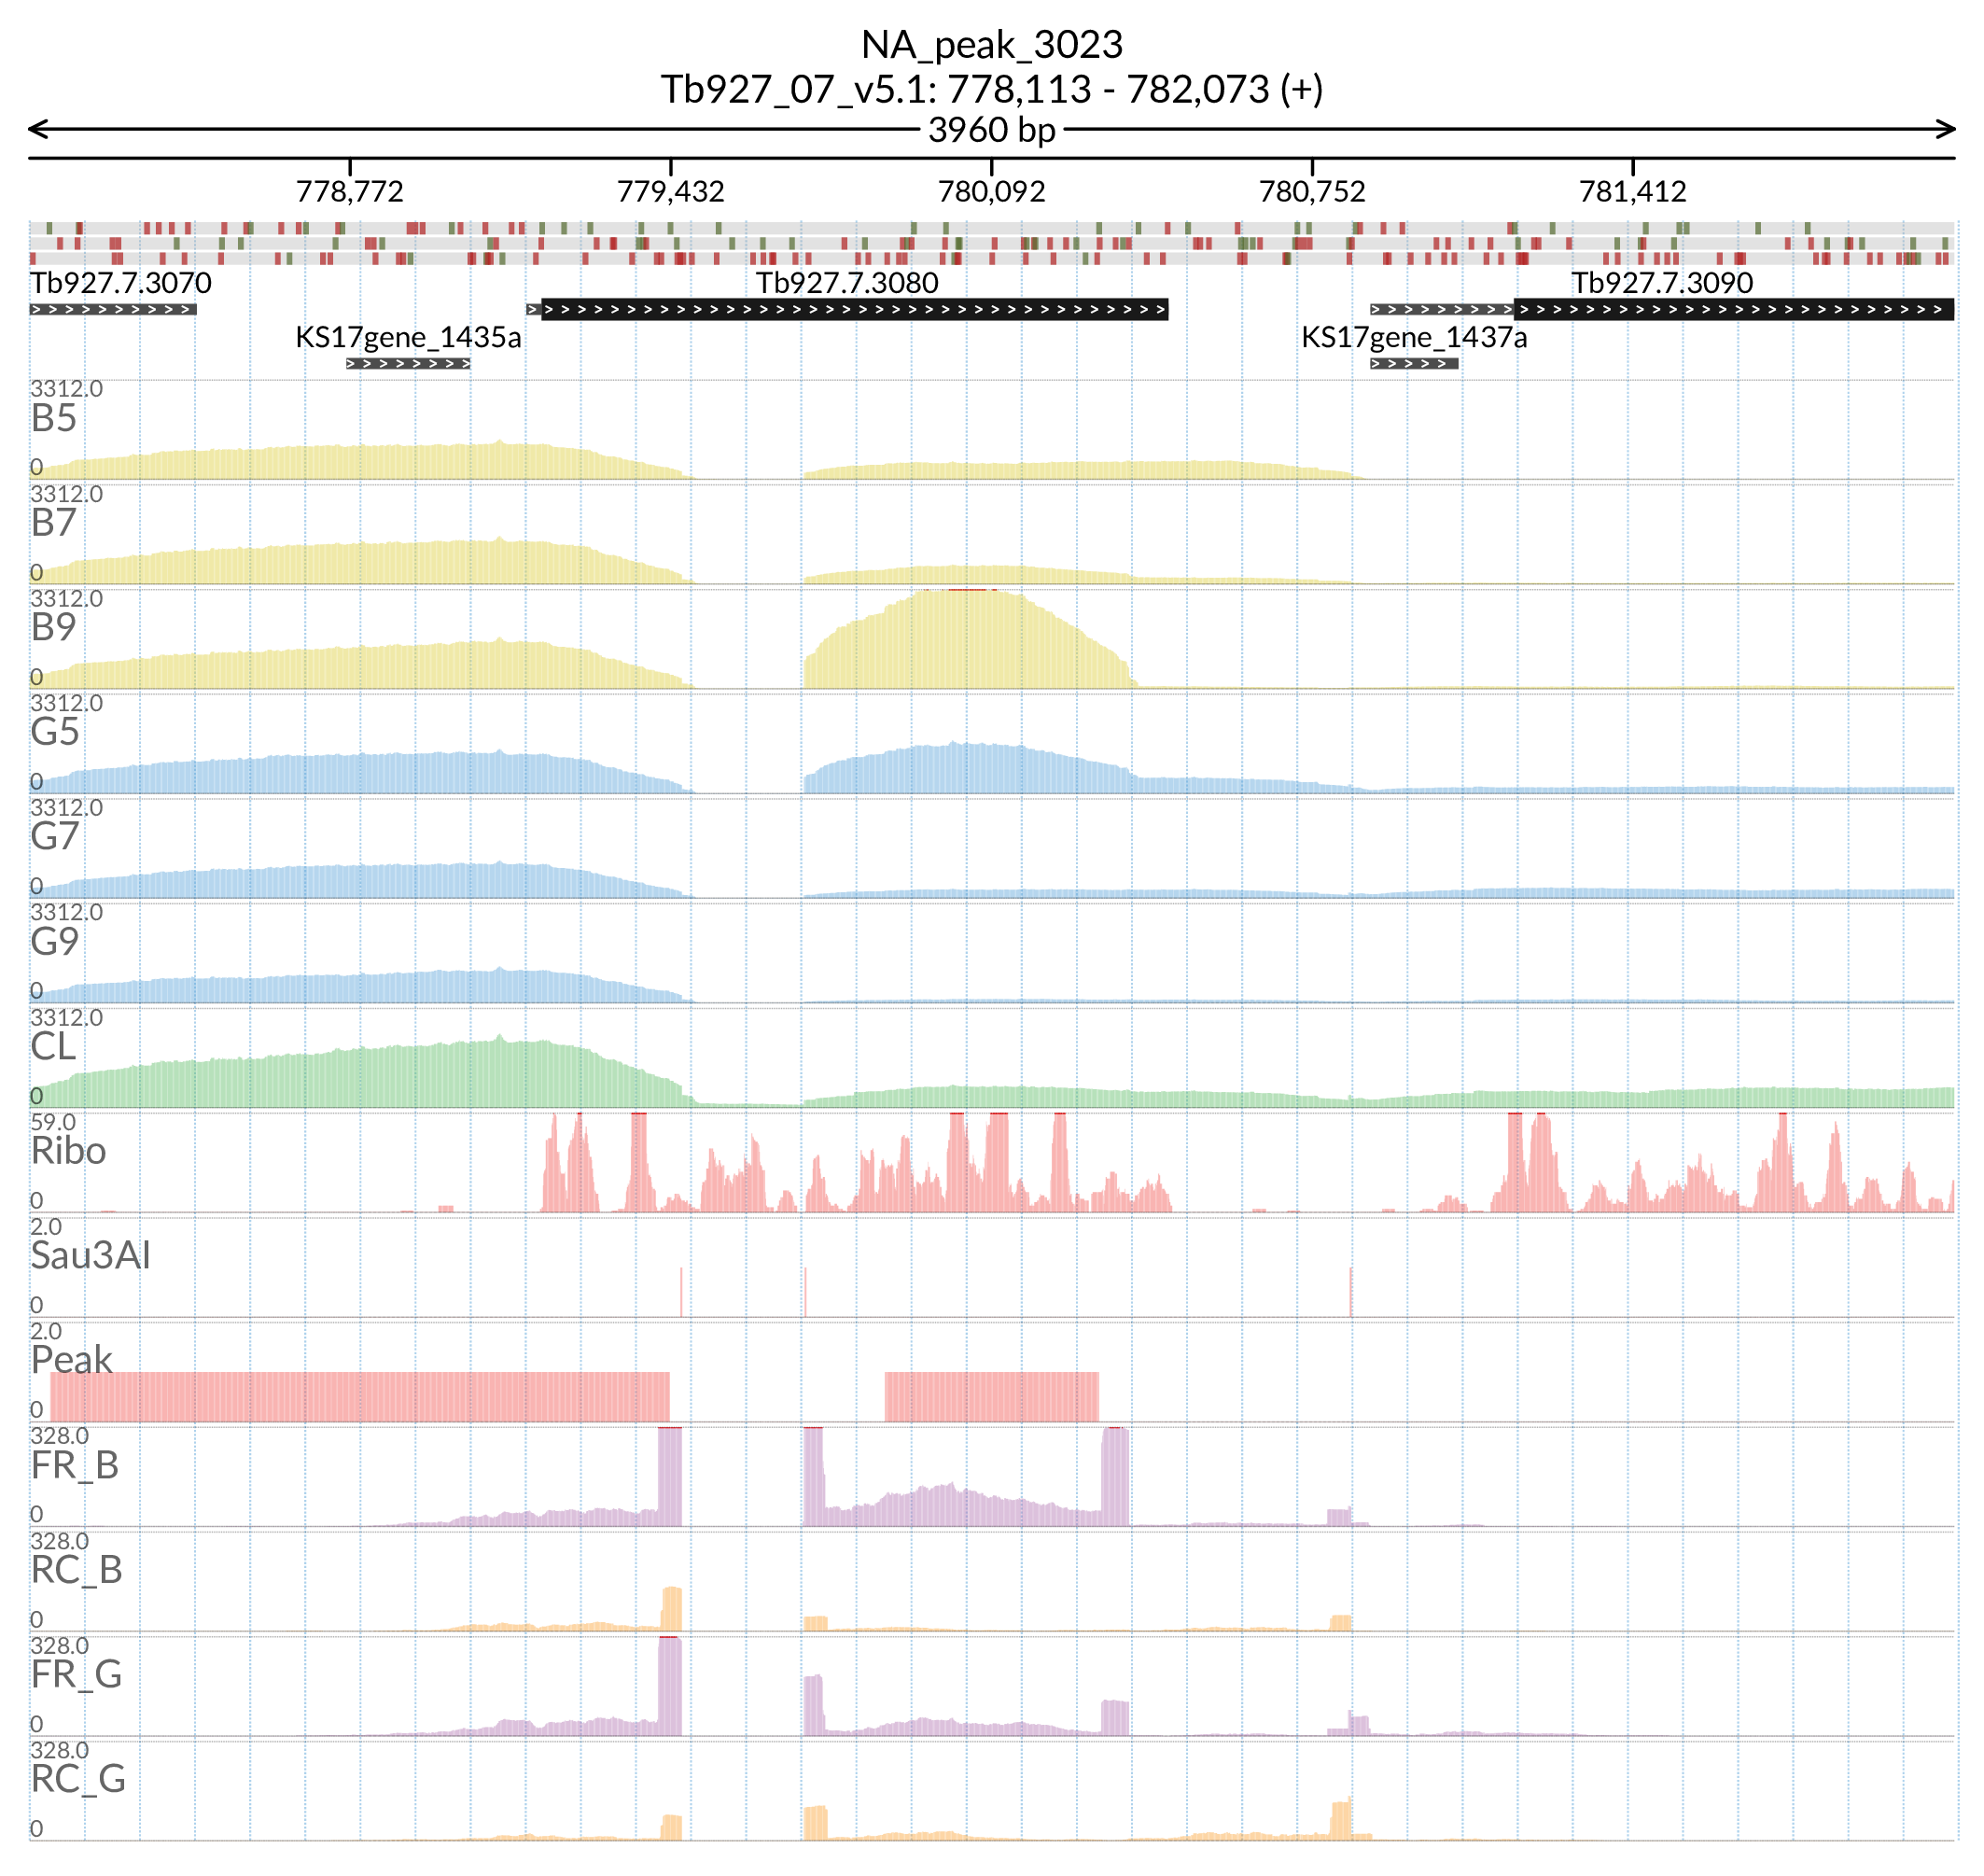 NA_peak_3023
Tb927_07_v5.1: 778,113 - 782,073 (+)
3960 bp
778,772 779,432 780,092 780,752 781,412
Tb927.7.3070 Tb927.7.3080 Tb927.7.3090
KS17gene_1435a KS17gene_1437a
3312.0
B5
0
3312.0
B7
0
3312.0
B9
0
3312.0
G5
0
3312.0
G7
0
3312.0
G9
0
3312.0
CL
0
59.0
Ribo
0
2.0
Sau3AI
0
2.0
Peak
0
328.0
FR_B
0
328.0
RC_B
0
328.0
FR_G
0
328.0
RC_G
0